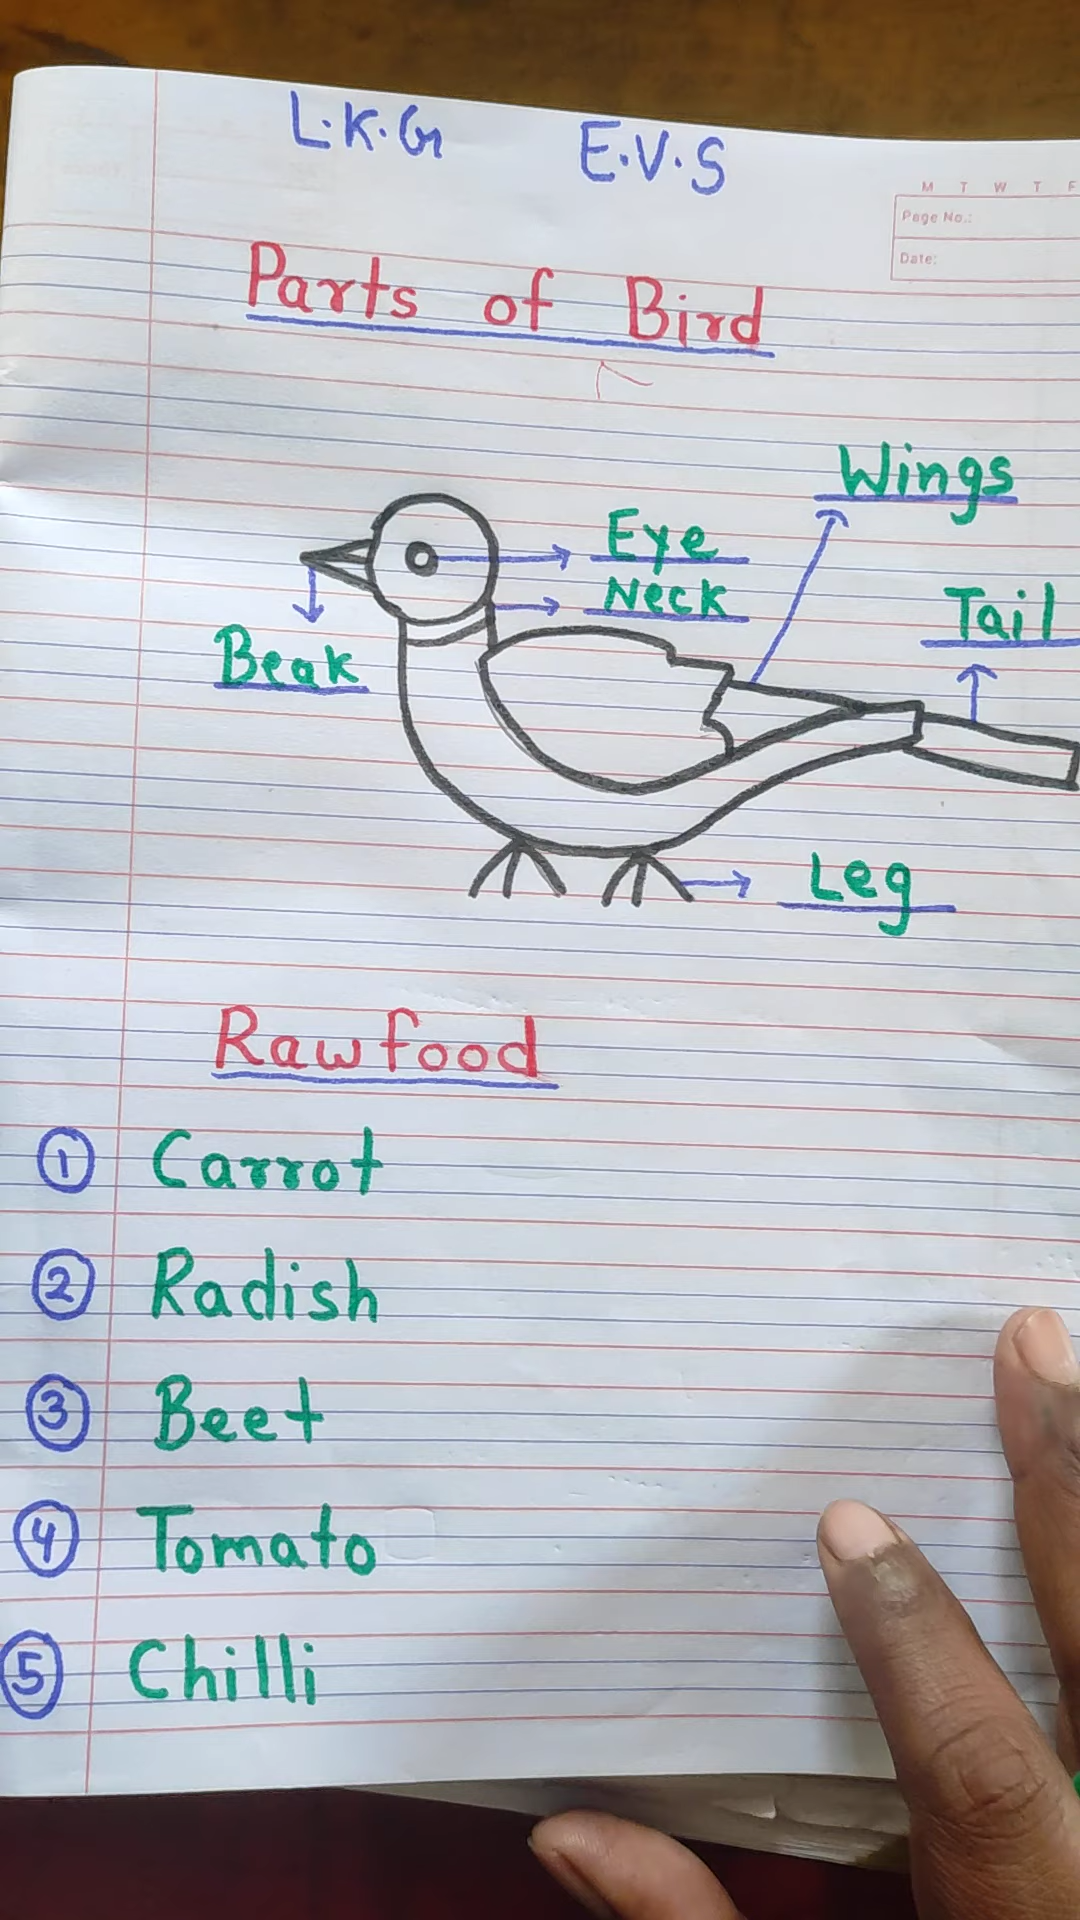 L.K.G E.V.S
M T W T F
Page No.:
Date:
Parts of Bird
Wings
Eye
Neck
Tail
Beak
Leg
Raw food
1 Carrot
2 Radish
3 Beet
4 Tomato
5 Chilli